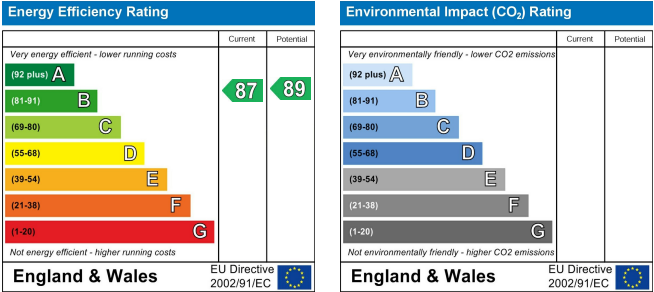 Energy Efficiency Rating
Current Potential
Very energy efficient - lower running costs
(92 plus) A
(81-91) B
87 89
(69-80) C
(55-68) D
(39-54) E
(21-38) F
(1-20) G
Not energy efficient - higher running costs
England & Wales
EU Directive
2002/91/EC
Environmental Impact (CO₂) Rating
Current Potential
Very environmentally friendly - lower CO2 emissions
(92 plus) A
(81-91) B
(69-80) C
(55-68) D
(39-54) E
(21-38) F
(1-20) G
Not environmentally friendly - higher CO2 emissions
England & Wales
EU Directive
2002/91/EC